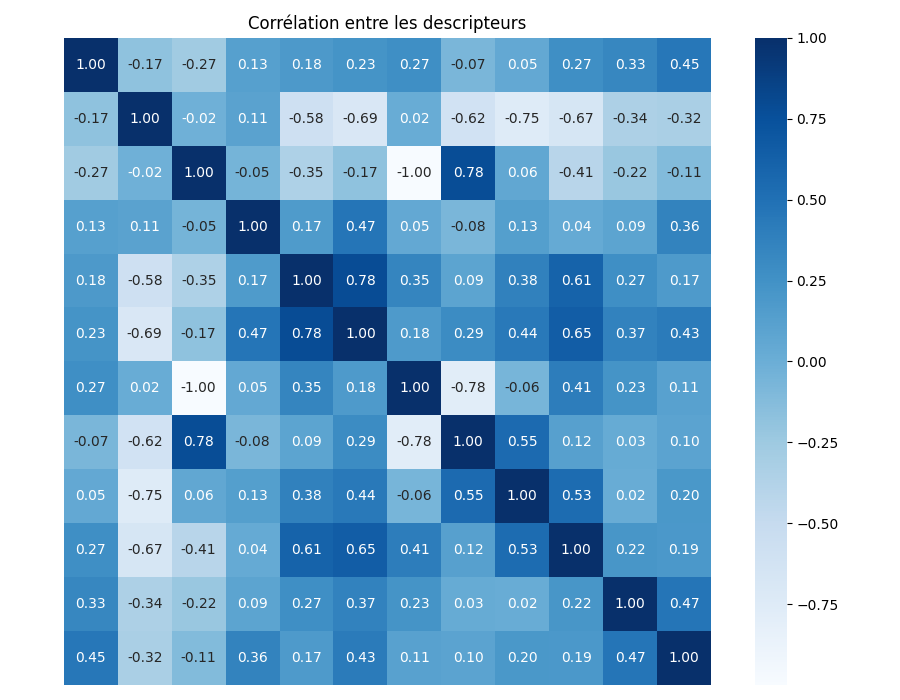 Corrélation entre les descripteurs
1.00 -0.17 -0.27 0.13 0.18 0.23 0.27 -0.07 0.05 0.27 0.33 0.45
-0.17 1.00 -0.02 0.11 -0.58 -0.69 0.02 -0.62 -0.75 -0.67 -0.34 -0.32
-0.27 -0.02 1.00 -0.05 -0.35 -0.17 -1.00 0.78 0.06 -0.41 -0.22 -0.11
0.13 0.11 -0.05 1.00 0.17 0.47 0.05 -0.08 0.13 0.04 0.09 0.36
0.18 -0.58 -0.35 0.17 1.00 0.78 0.35 0.09 0.38 0.61 0.27 0.17
0.23 -0.69 -0.17 0.47 0.78 1.00 0.18 0.29 0.44 0.65 0.37 0.43
0.27 0.02 -1.00 0.05 0.35 0.18 1.00 -0.78 -0.06 0.41 0.23 0.11
-0.07 -0.62 0.78 -0.08 0.09 0.29 -0.78 1.00 0.55 0.12 0.03 0.10
0.05 -0.75 0.06 0.13 0.38 0.44 -0.06 0.55 1.00 0.53 0.02 0.20
0.27 -0.67 -0.41 0.04 0.61 0.65 0.41 0.12 0.53 1.00 0.22 0.19
0.33 -0.34 -0.22 0.09 0.27 0.37 0.23 0.03 0.02 0.22 1.00 0.47
0.45 -0.32 -0.11 0.36 0.17 0.43 0.11 0.10 0.20 0.19 0.47 1.00
1.00
0.75
0.50
0.25
0.00
−0.25
−0.50
−0.75